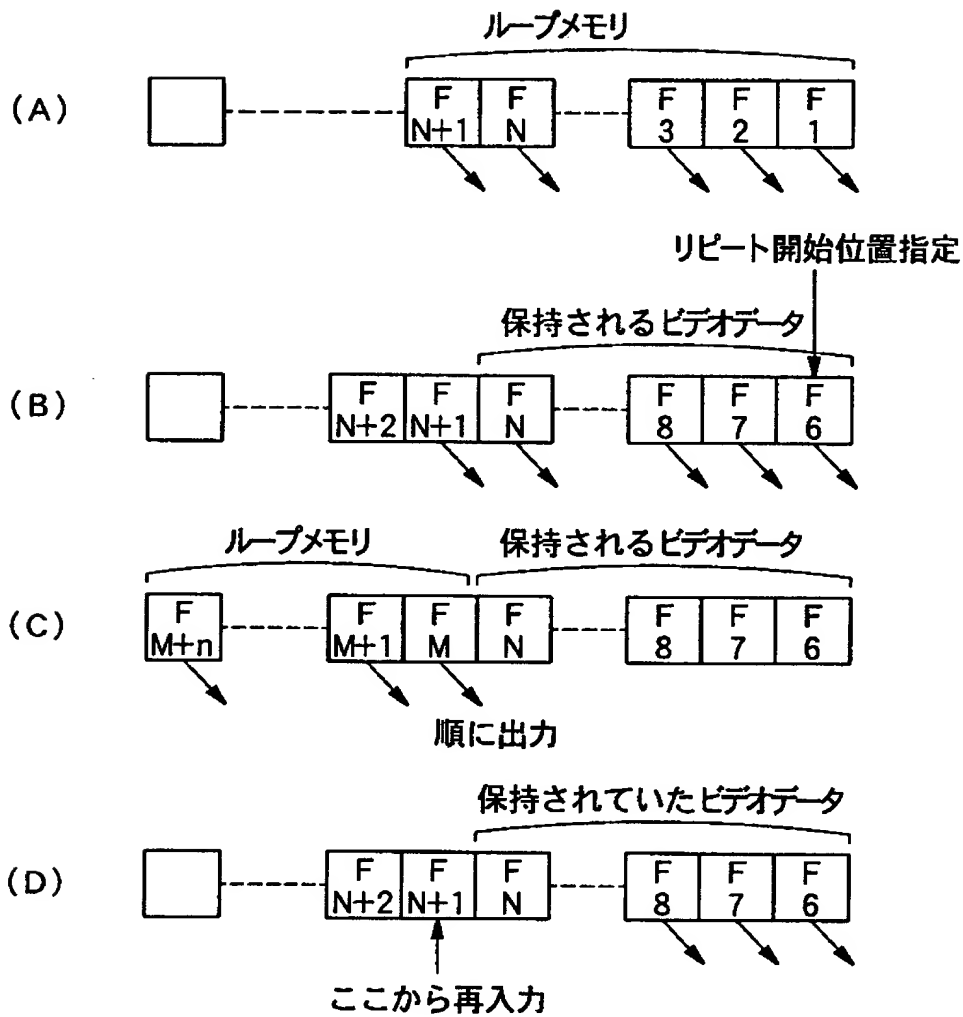 ループメモリ
(A)
F N+1 F N F 3 F 2 F 1
リピート開始位置指定
保持されるビデオデータ
(B)
F N+2 F N+1 F N F 8 F 7 F 6
ループメモリ 保持されるビデオデータ
(C)
F M+n F M+1 F M F N F 8 F 7 F 6
順に出力
保持されていたビデオデータ
(D)
F N+2 F N+1 F N F 8 F 7 F 6
ここから再入力